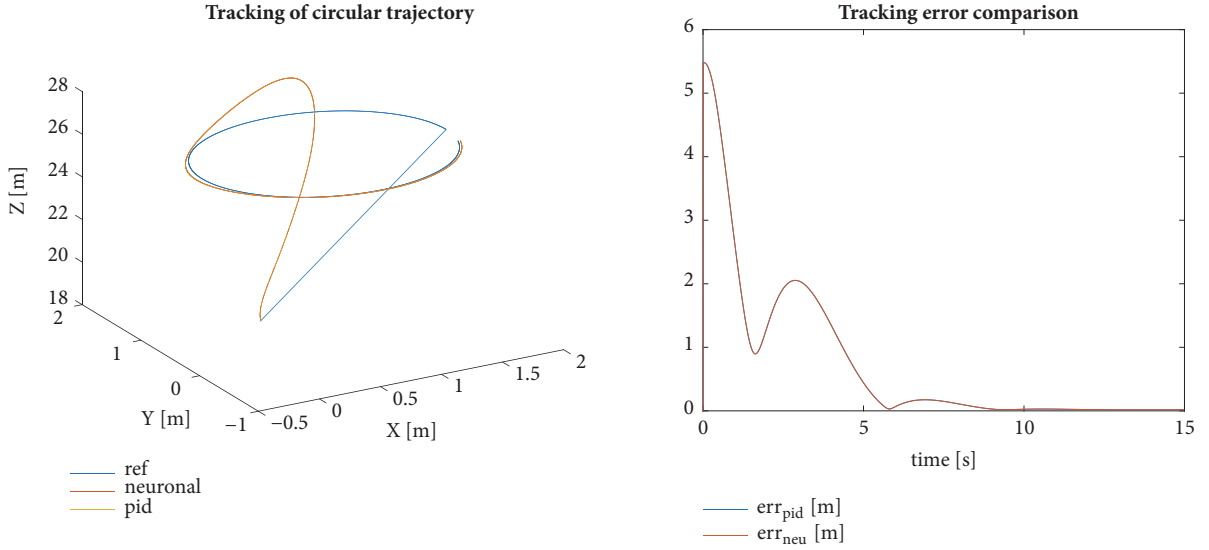 Tracking of circular trajectory
28
26
24
22
20
18
Z [m]
2
1
0
−1
Y [m]
−0.5
0
0.5
1
1.5
2
X [m]
ref
neuronal
pid
Tracking error comparison
6
5
4
3
2
1
0
0 5 10 15
time [s]
err_pid [m]
err_neu [m]